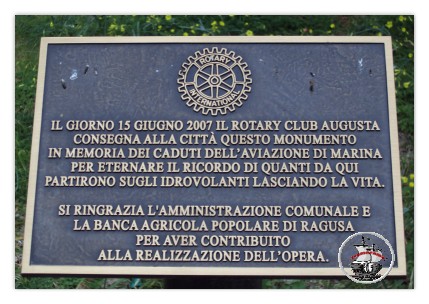 ROTARY
INTERNATIONAL
IL GIORNO 15 GIUGNO 2007 IL ROTARY CLUB AUGUSTA
CONSEGNA ALLA CITTÀ QUESTO MONUMENTO
IN MEMORIA DEI CADUTI DELL'AVIAZIONE DI MARINA
PER ETERNARE IL RICORDO DI QUANTI DA QUI
PARTIRONO SUGLI IDROVOLANTI LASCIANDO LA VITA.
SI RINGRAZIA L'AMMINISTRAZIONE COMUNALE E
LA BANCA AGRICOLA POPOLARE DI RAGUSA
PER AVER CONTRIBUITO
ALLA REALIZZAZIONE DELL'OPERA.